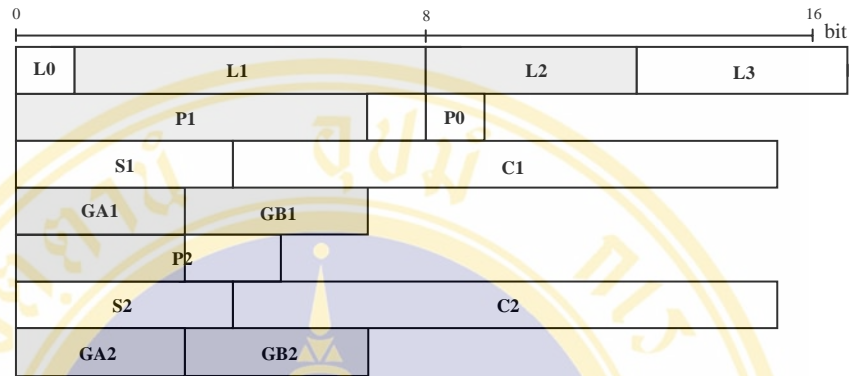 0 8 16
bit
L0 L1 L2 L3
P1 P0
S1 C1
GA1 GB1
P2
S2 C2
GA2 GB2